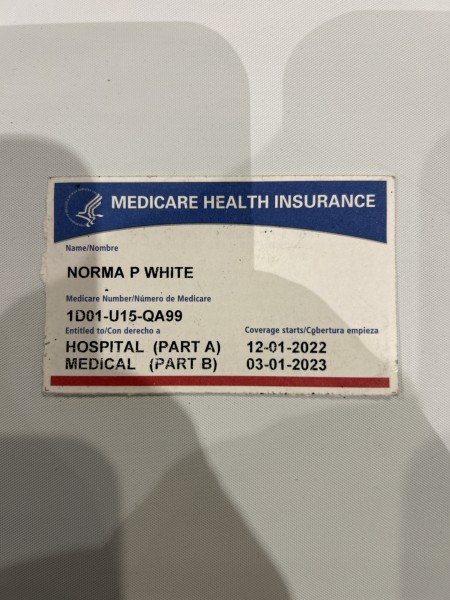 MEDICARE HEALTH INSURANCE
Name/Nombre
NORMA P WHITE
Medicare Number/Número de Medicare
1D01-U15-QA99
Entitled to/Con derecho a Coverage starts/Cgbertura empieza
HOSPITAL (PART A) 12-01-2022
MEDICAL (PART B) 03-01-2023